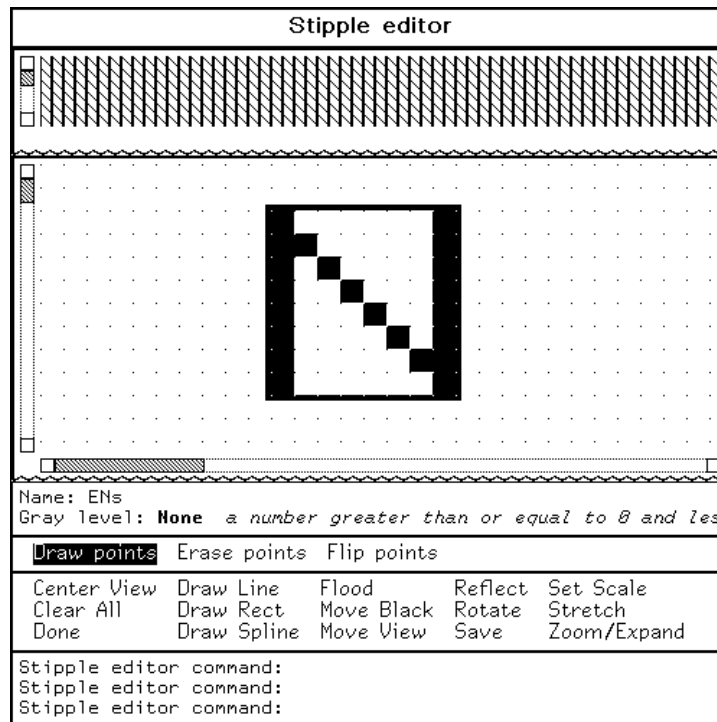 Stipple editor
Name: ENs
Gray level: None a number greater than or equal to 0 and les
Draw points Erase points Flip points
Center View Draw Line Flood Reflect Set Scale
Clear All Draw Rect Move Black Rotate Stretch
Done Draw Spline Move View Save Zoom/Expand
Stipple editor command:
Stipple editor command:
Stipple editor command: